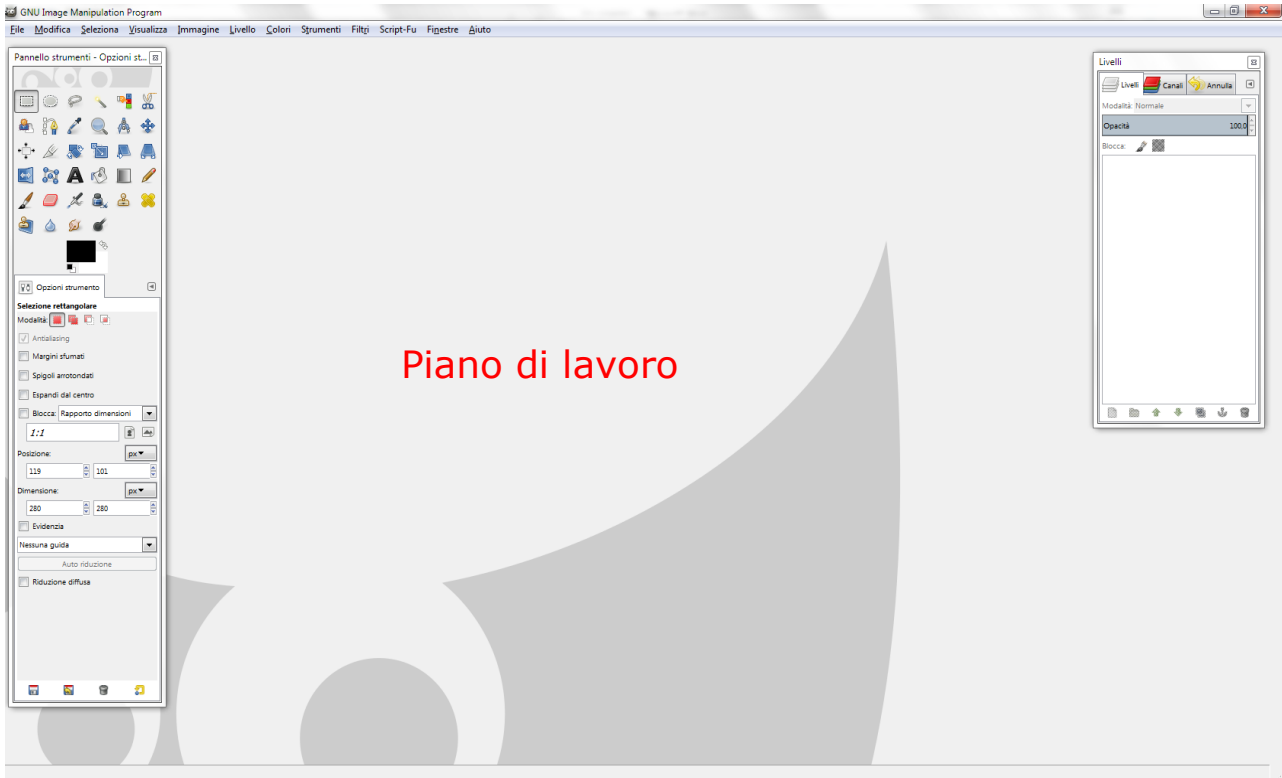 GNU Image Manipulation Program
File Modifica Seleziona Visualizza Immagine Livello Colori Strumenti Filtri Script-Fu Finestre Aiuto
Pannello strumenti - Opzioni st...
Opzioni strumento
Selezione rettangolare
Modalità:
Antialiasing
Margini sfumati
Spigoli arrotondati
Espandi dal centro
Blocca: Rapporto dimensioni
1:1
Posizione: px
119 101
Dimensione: px
280 280
Evidenzia
Nessuna guida
Auto riduzione
Riduzione diffusa
Piano di lavoro
Livelli
Livelli Canali Annulla
Modalità: Normale
Opacità 100,0
Blocca: